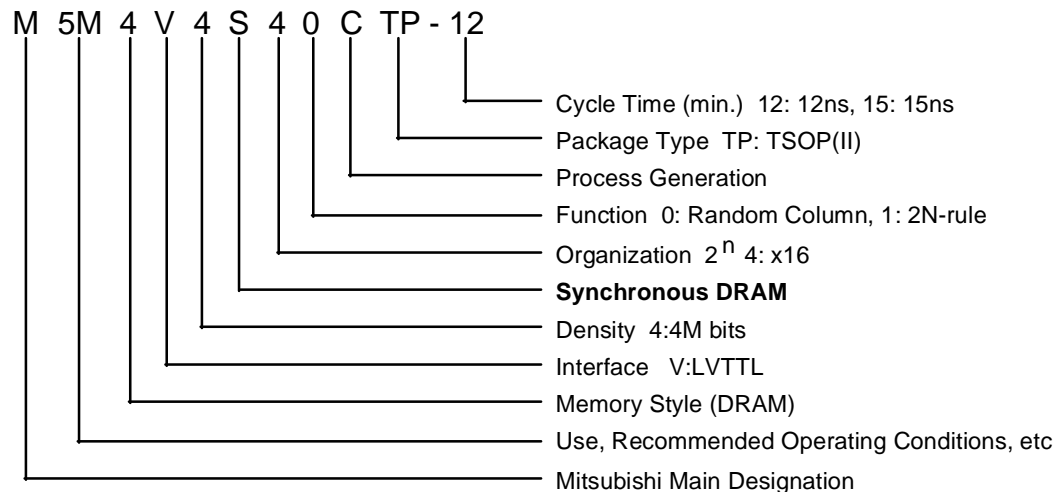 M 5M 4 V 4 S 4 0 C TP - 12
Cycle Time (min.) 12: 12ns, 15: 15ns
Package Type TP: TSOP(II)
Process Generation
Function 0: Random Column, 1: 2N-rule
Organization 2^n 4: x16
Synchronous DRAM
Density 4:4M bits
Interface V:LVTTL
Memory Style (DRAM)
Use, Recommended Operating Conditions, etc
Mitsubishi Main Designation